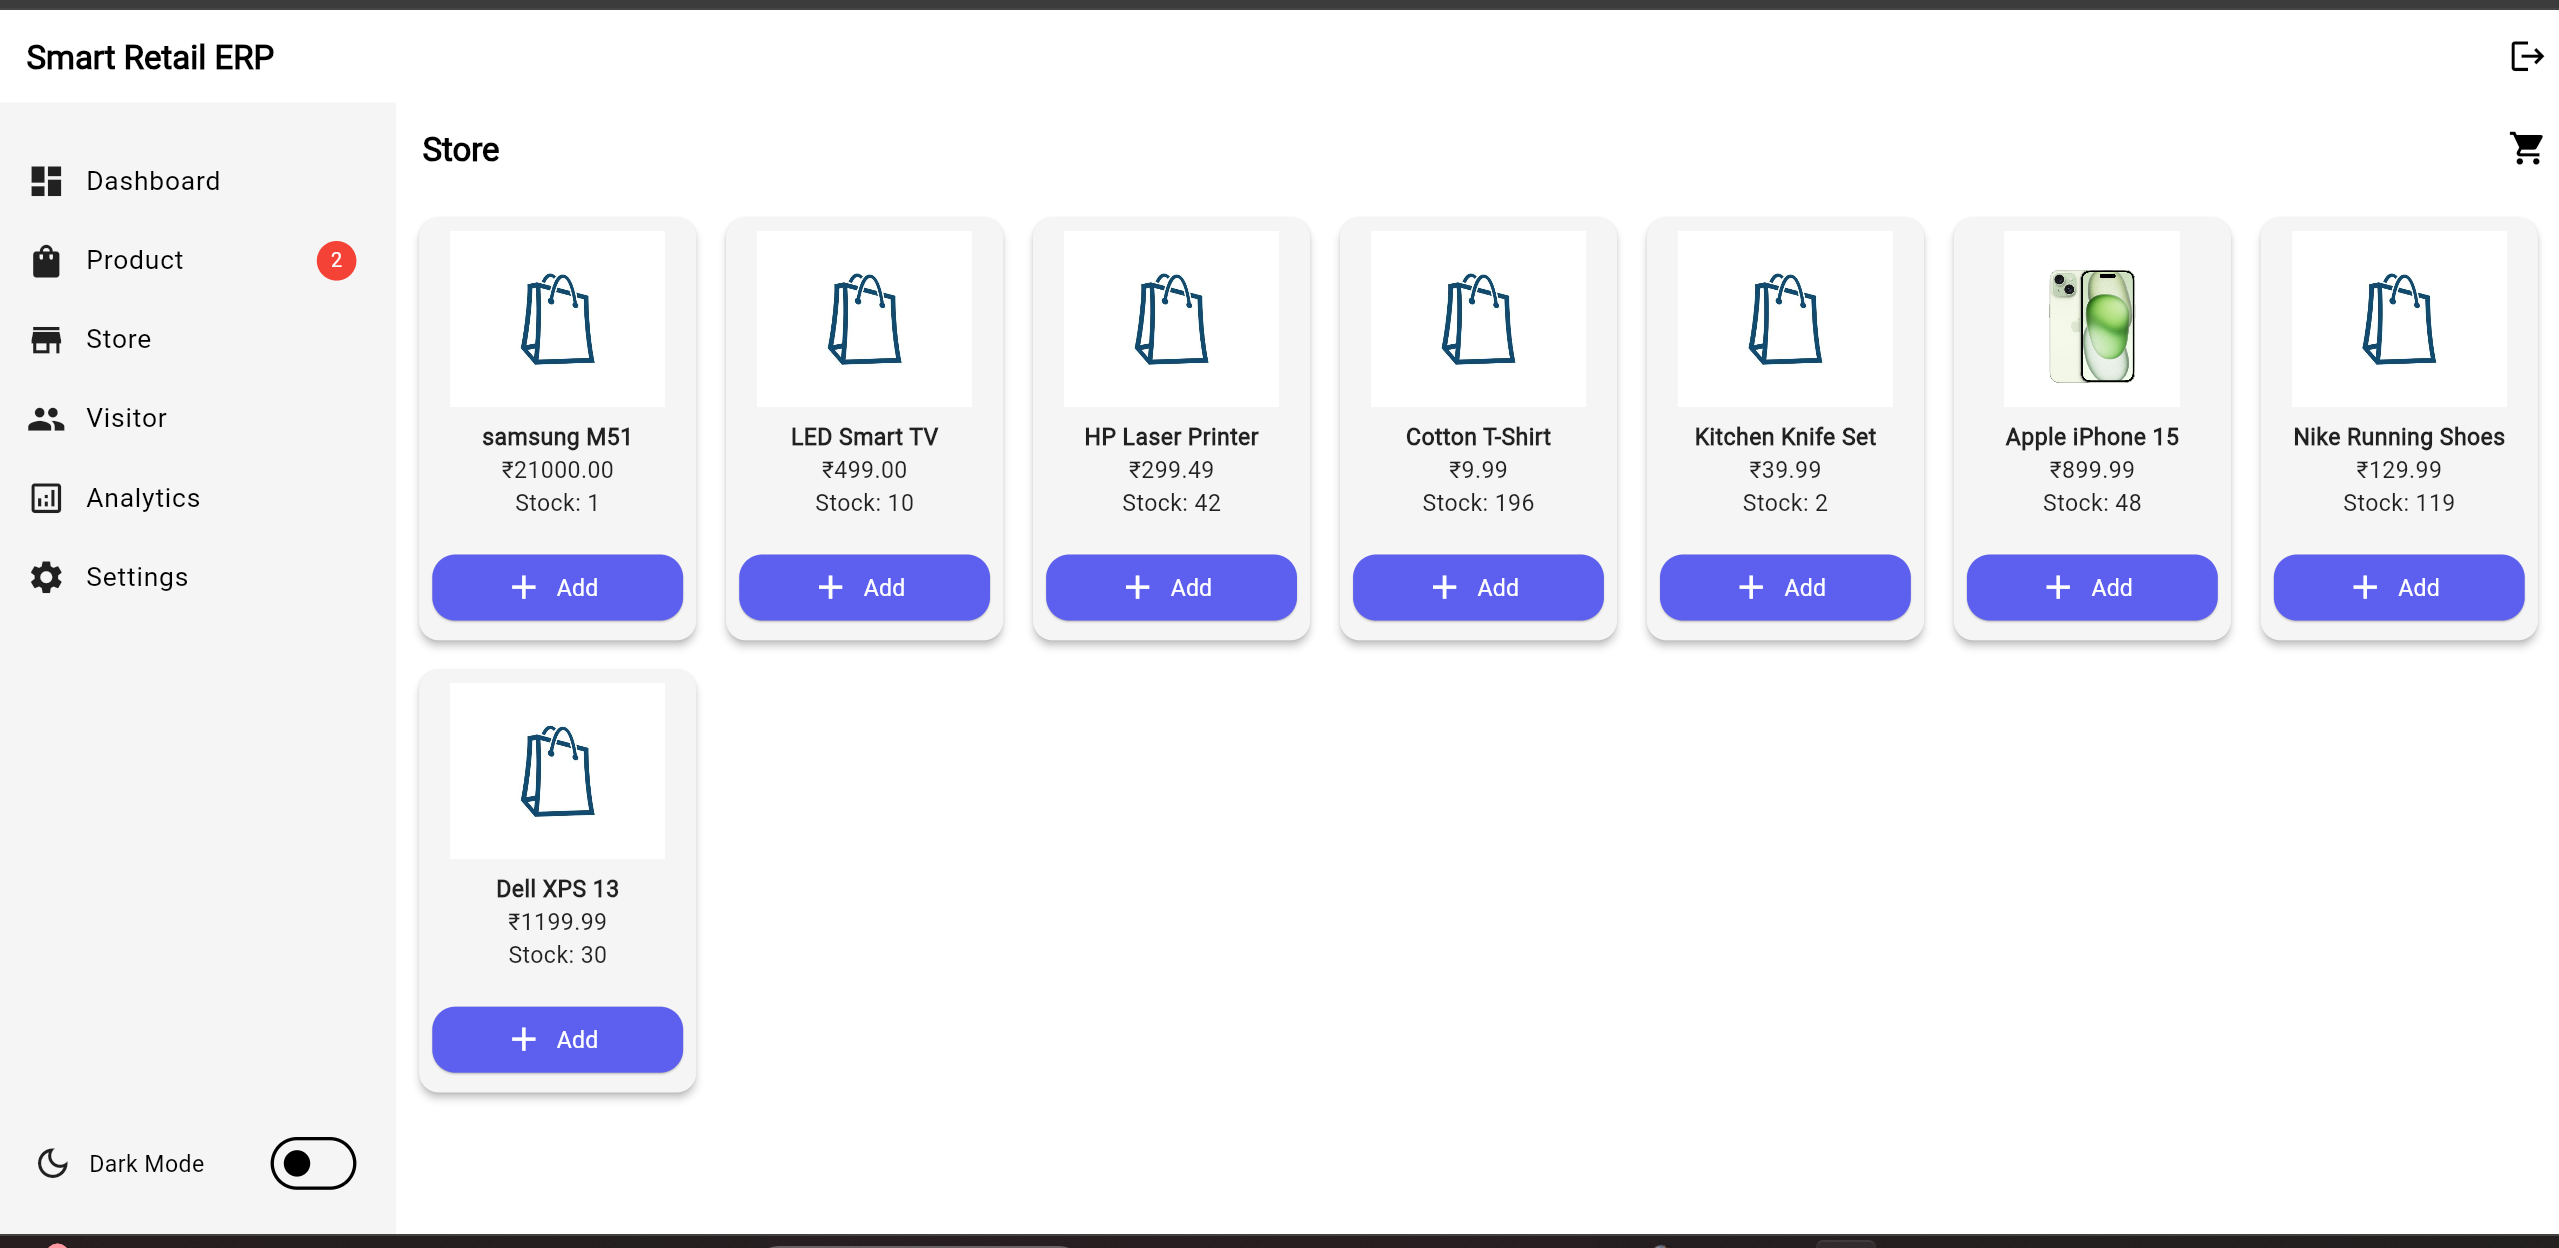 Smart Retail ERP
Dashboard
Product 2
Store
Visitor
Analytics
Settings
Dark Mode
Store
samsung M51
₹21000.00
Stock: 1
Add
LED Smart TV
₹499.00
Stock: 10
Add
HP Laser Printer
₹299.49
Stock: 42
Add
Cotton T-Shirt
₹9.99
Stock: 196
Add
Kitchen Knife Set
₹39.99
Stock: 2
Add
Apple iPhone 15
₹899.99
Stock: 48
Add
Nike Running Shoes
₹129.99
Stock: 119
Add
Dell XPS 13
₹1199.99
Stock: 30
Add